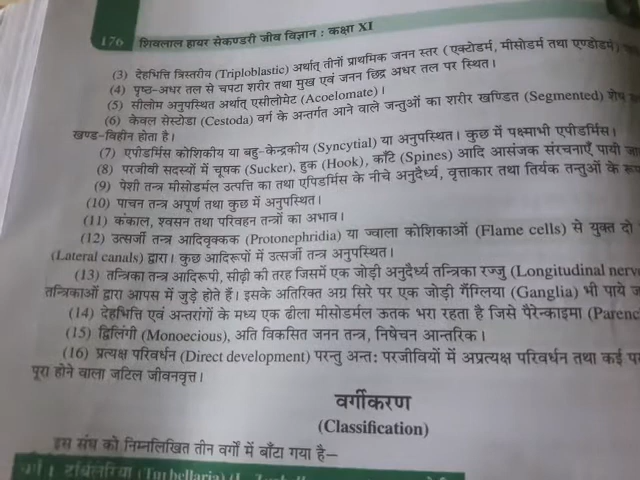 176 शिवलाल हायर सेकण्डरी जीव विज्ञान : कक्षा XI
(3) देहभित्ति त्रिस्तरीय (Triploblastic) अर्थात् तीनों प्राथमिक जनन स्तर (एक्टोडर्म, मीसोडर्म तथा एण्डोडर्म)
(4) पृष्ठ-अधर तल से चपटा शरीर तथा मुख एवं जनन छिद्र अधर तल पर स्थित।
(5) सीलोम अनुपस्थित अर्थात् एसीलोमेट (Acoelomate)।
(6) केवल सेस्टोडा (Cestoda) वर्ग के अन्तर्गत आने वाले जन्तुओं का शरीर खण्डित (Segmented) शेष
खण्ड-विहीन होता है।
(7) एपीडर्मिस कोशिकीय या बहु-केन्द्रकीय (Syncytial) या अनुपस्थित। कुछ में पक्ष्माभी एपीडर्मिस।
(8) परजीवी सदस्यों में चूषक (Sucker), हुक (Hook), काँटे (Spines) आदि आसंजक संरचनाएँ पायी
(9) पेशी तन्त्र मीसोडर्मल उत्पत्ति का तथा एपिडर्मिस के नीचे अनुदैर्ध्य, वृत्ताकार तथा तिर्यक तन्तुओं के रूप
(10) पाचन तन्त्र अपूर्ण तथा कुछ में अनुपस्थित।
(11) कंकाल, श्वसन तथा परिवहन तन्त्रों का अभाव।
(12) उत्सर्जी तन्त्र आदिवृक्कक (Protonephridia) या ज्वाला कोशिकाओं (Flame cells) से युक्त दो
(Lateral canals) द्वारा। कुछ आदिरूपों में उत्सर्जी तन्त्र अनुपस्थित।
(13) तन्त्रिका तन्त्र आदिरूपी, सीढ़ी की तरह जिसमें एक जोड़ी अनुदैर्ध्य तन्त्रिका रज्जु (Longitudinal nerve
तन्त्रिकाओं द्वारा आपस में जुड़े होते हैं। इसके अतिरिक्त अग्र सिरे पर एक जोड़ी गैंग्लिया (Ganglia) भी पाये
(14) देहभित्ति एवं अन्तरांगों के मध्य एक ढीला मीसोडर्मल ऊतक भरा रहता है जिसे पैरेन्काइमा (Parenc
(15) द्विलिंगी (Monoecious), अति विकसित जनन तन्त्र, निषेचन आन्तरिक।
(16) प्रत्यक्ष परिवर्धन (Direct development) परन्तु अन्तः परजीवियों में अप्रत्यक्ष परिवर्धन तथा कई
पूरा होने वाला जटिल जीवनवृत्त।
वर्गीकरण
(Classification)
इस संघ को निम्नलिखित तीन वर्गों में बाँटा गया है—
टर्बिलेरिया (Turbellaria)